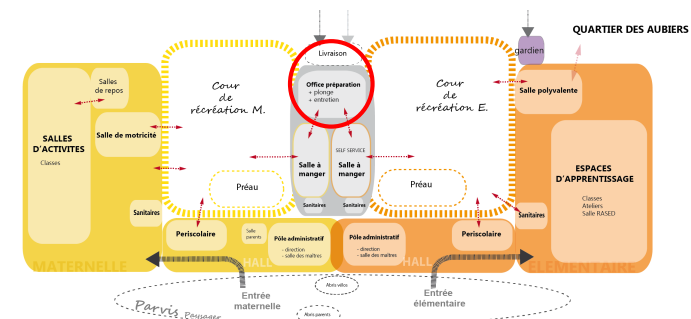 QUARTIER DES AUBIERS
Livraison
gardien
Salles
de repos
Cour
de
récréation M.
Office préparation
+ plonge
+ entretien
Cour
de
récréation E.
Salle polyvalente
SALLES
D'ACTIVITES
Classes
Salle de motricité
SELF SERVICE
Salle à
manger
Salle à
manger
ESPACES
D'APPRENTISSAGE
Classes
Ateliers
Salle RASED
Préau
Préau
Sanitaires
Sanitaires
Sanitaires
Sanitaires
Periscolaire
Salle
parents
Pôle administratif
- direction
- salle des maîtres
Pôle administratif
- direction
- salle des maîtres
Periscolaire
MATERNELLE
HALL
HALL
ELEMENTAIRE
Abris vélos
Entrée
maternelle
Entrée
élémentaire
Parvis Paysager
Abris parents